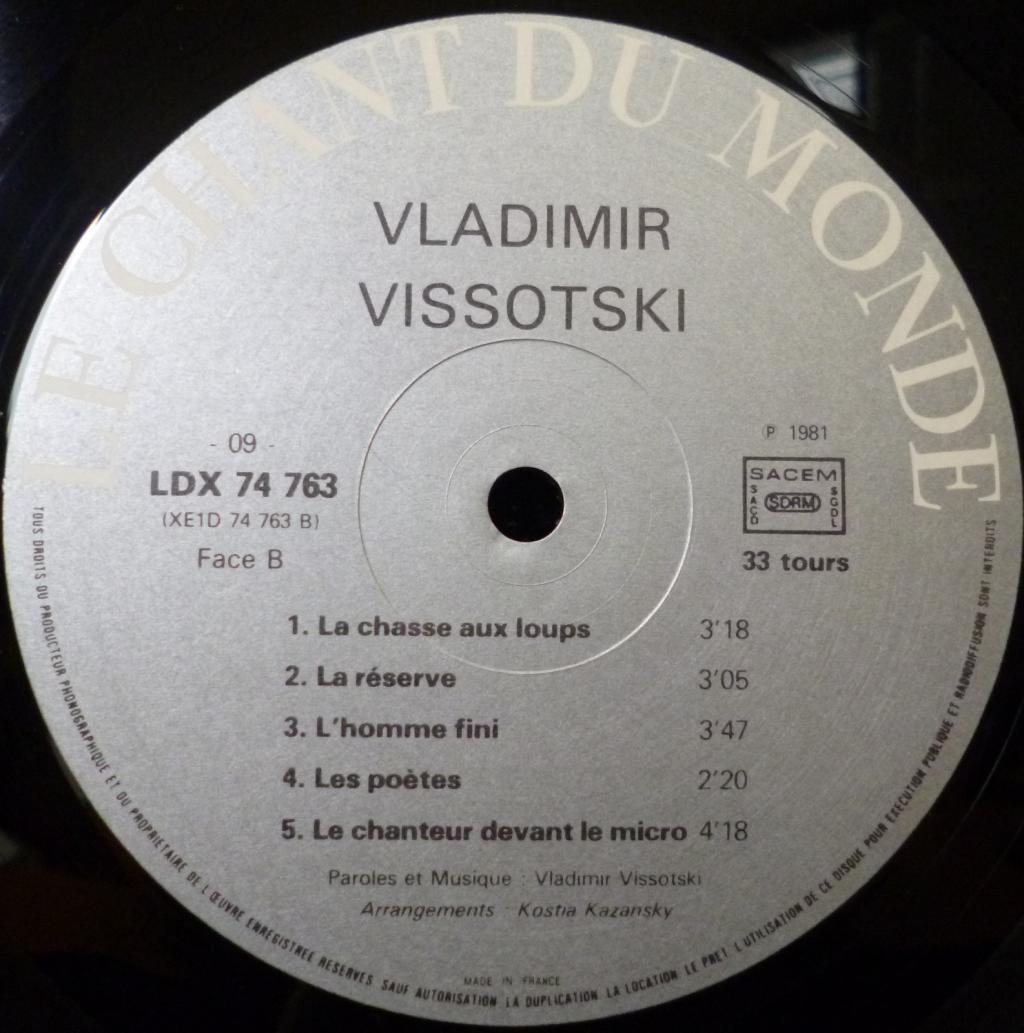 LE CHANT DU MONDE
VLADIMIR
VISSOTSKI
- 09 -
LDX 74 763
(XE1D 74 763 B)
Face B
℗ 1981
SACEM
SACD
SDRM
SGDL
33 tours
1. La chasse aux loups 3'18
2. La réserve 3'05
3. L'homme fini 3'47
4. Les poètes 2'20
5. Le chanteur devant le micro 4'18
Paroles et Musique : Vladimir Vissotski
Arrangements : Kostia Kazansky
MADE IN FRANCE
TOUS DROITS DU PRODUCTEUR PHONOGRAPHIQUE ET DU PROPRIETAIRE DE L'ŒUVRE ENREGISTREE RESERVES SAUF AUTORISATION LA DUPLICATION LA LOCATION LE PRET L'UTILISATION DE CE DISQUE POUR EXECUTION PUBLIQUE ET RADIODIFFUSION SONT INTERDITS